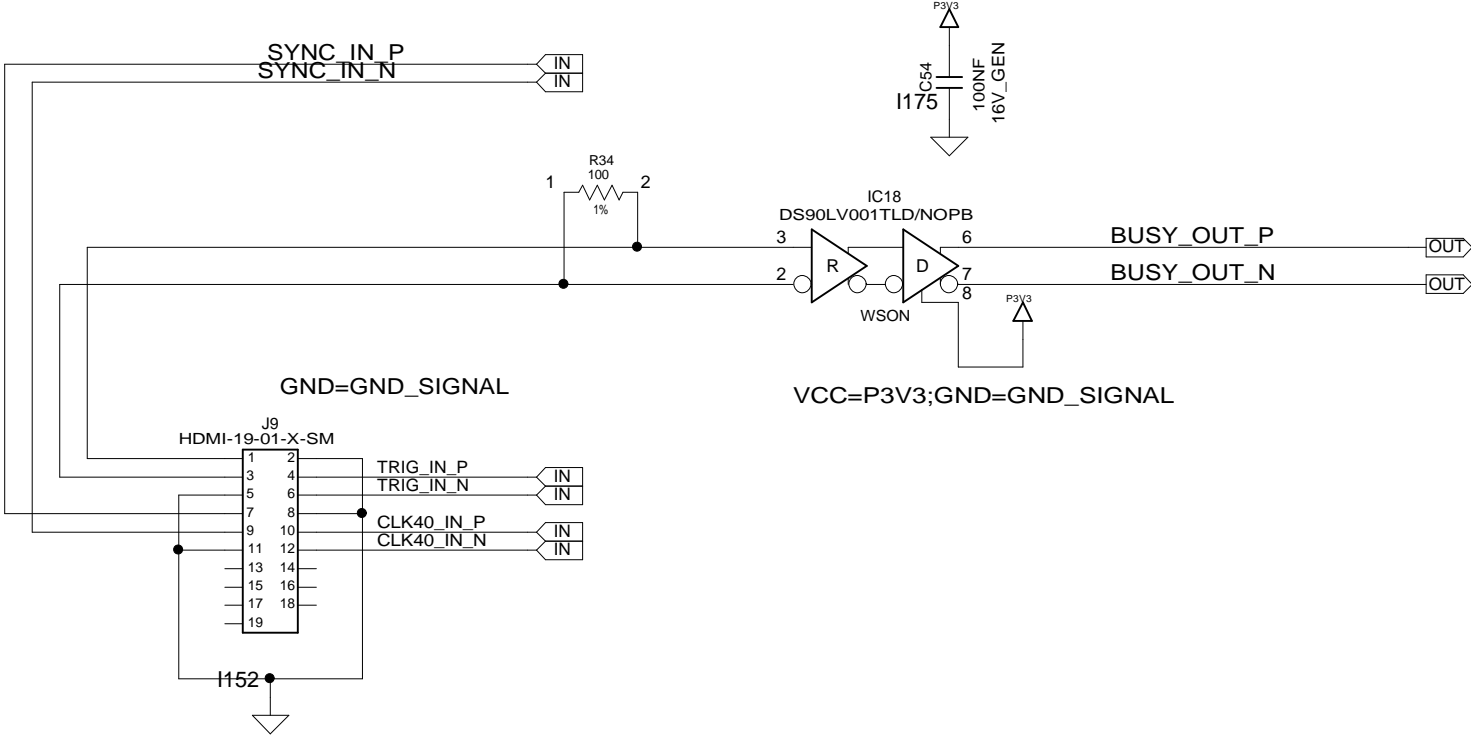 P3V3
SYNC_IN_P
IN
SYNC_IN_N
IN
C54
100NF
16V_GEN
I175
R34
100
1
2
1%
IC18
DS90LV001TLD/NOPB
3
6
BUSY_OUT_P
OUT
R
D
2
7
BUSY_OUT_N
OUT
8
P3V3
WSON
GND=GND_SIGNAL
VCC=P3V3;GND=GND_SIGNAL
J9
HDMI-19-01-X-SM
1 2
3 4 TRIG_IN_P IN
5 6 TRIG_IN_N IN
7 8
9 10 CLK40_IN_P IN
11 12 CLK40_IN_N IN
13 14
15 16
17 18
19
I152